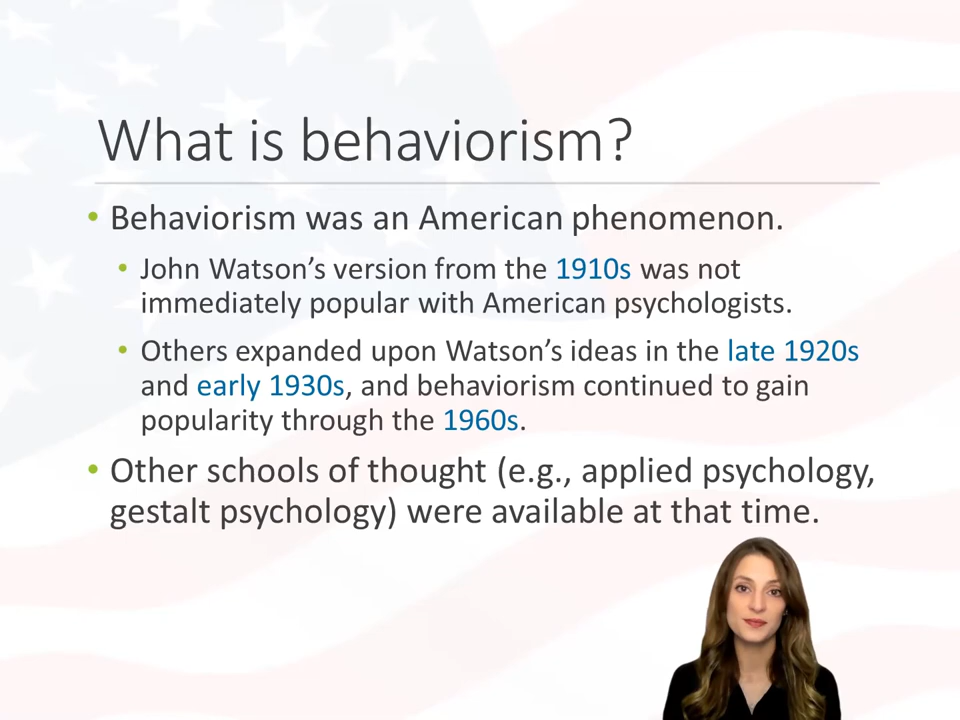 What is behaviorism?
• Behaviorism was an American phenomenon.
• John Watson’s version from the 1910s was not
immediately popular with American psychologists.
• Others expanded upon Watson’s ideas in the late 1920s
and early 1930s, and behaviorism continued to gain
popularity through the 1960s.
• Other schools of thought (e.g., applied psychology,
gestalt psychology) were available at that time.